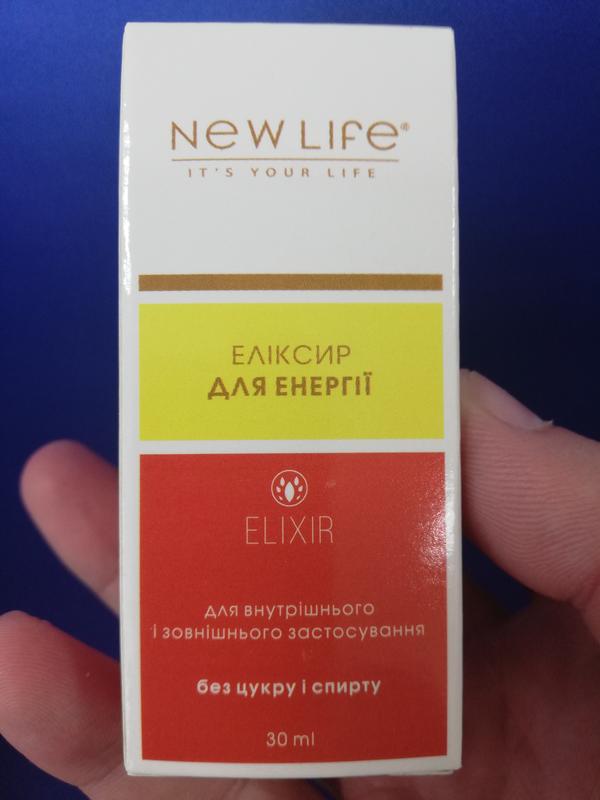 NEW LIFE®
IT'S YOUR LIFE
ЕЛІКСИР
ДЛЯ ЕНЕРГІЇ
ELIXIR
для внутрішнього
і зовнішнього застосування
без цукру і спирту
30 ml